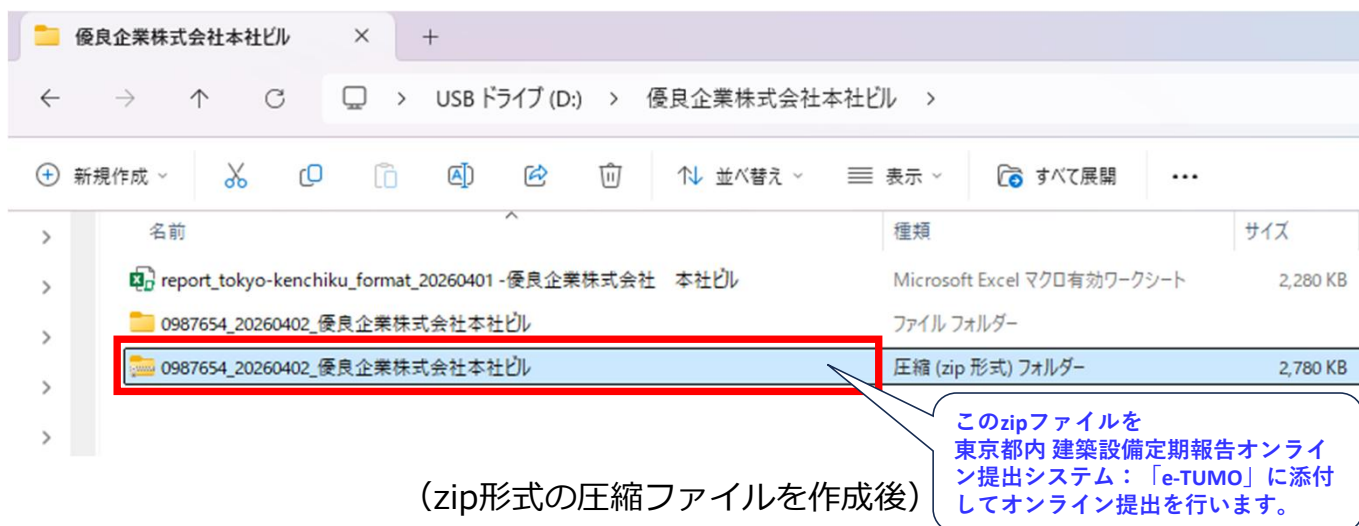 優良企業株式会社本社ビル
USB ドライブ (D:) > 優良企業株式会社本社ビル >
新規作成 並べ替え 表示 すべて展開 ...
名前 種類 サイズ
report_tokyo-kenchiku_format_20260401 -優良企業株式会社　本社ビル Microsoft Excel マクロ有効ワークシート 2,280 KB
0987654_20260402_優良企業株式会社本社ビル ファイル フォルダー
0987654_20260402_優良企業株式会社本社ビル 圧縮 (zip 形式) フォルダー 2,780 KB
このzipファイルを
東京都内 建築設備定期報告オンライ
ン提出システム：「e-TUMO」に添付
してオンライン提出を行います。
（zip形式の圧縮ファイルを作成後）